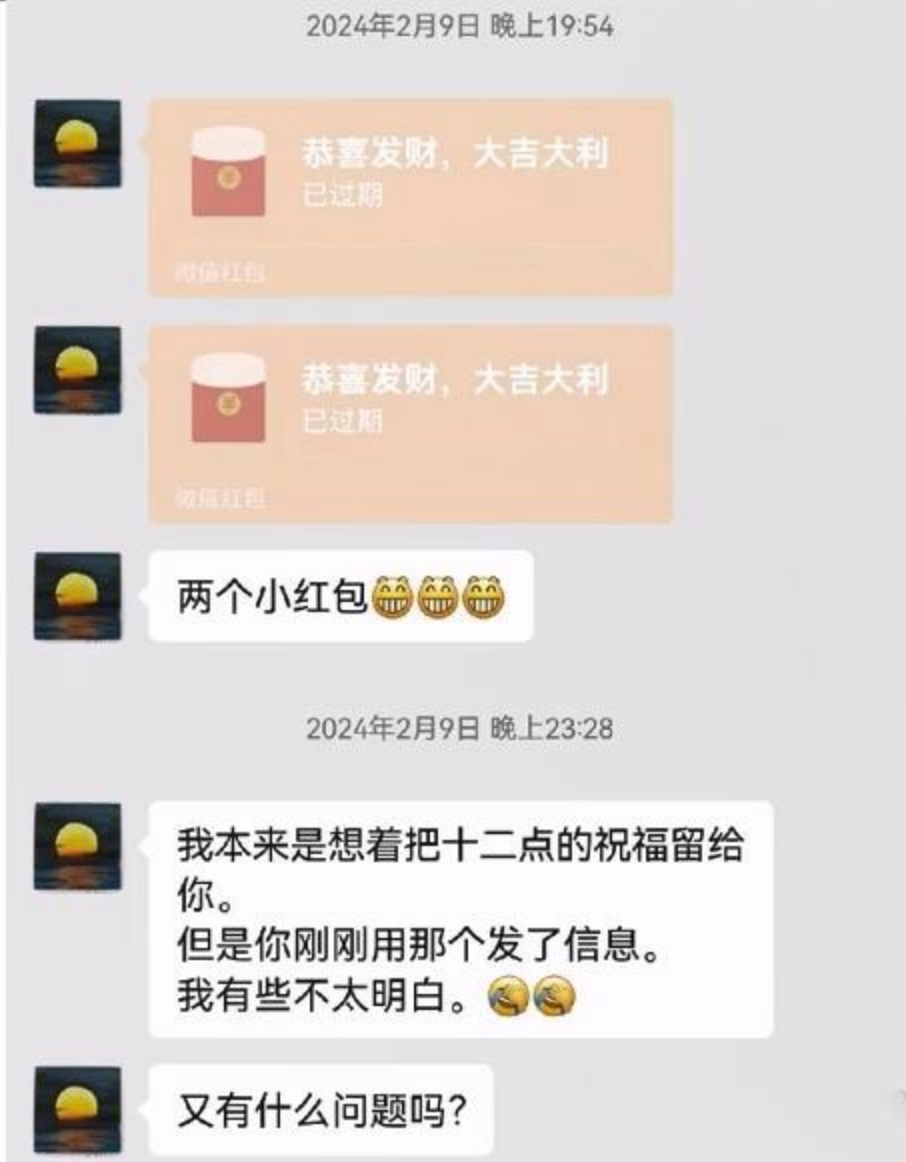 2024年2月9日 晚上19:54
恭喜发财，大吉大利
已过期
微信红包
恭喜发财，大吉大利
已过期
微信红包
两个小红包
2024年2月9日 晚上23:28
我本来是想着把十二点的祝福留给
你。
但是你刚刚用那个发了信息。
我有些不太明白。
又有什么问题吗？